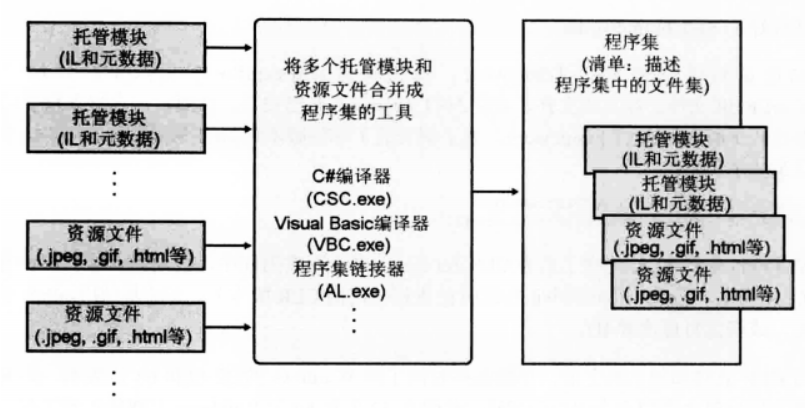 托管模块
(IL和元数据)
托管模块
(IL和元数据)
⋮
资源文件
(.jpeg, .gif, .html等)
资源文件
(.jpeg, .gif, .html等)
⋮
将多个托管模块和
资源文件合并成
程序集的工具
C#编译器
(CSC.exe)
Visual Basic编译器
(VBC.exe)
程序集链接器
(AL.exe)
⋮
程序集
(清单：描述
程序集中的文件集)
托管模块
(IL和元数据)
托管模块
(IL和元数据)
资源文件
(.jpeg, .gif, .html等)
资源文件
(.jpeg, .gif, .html等)